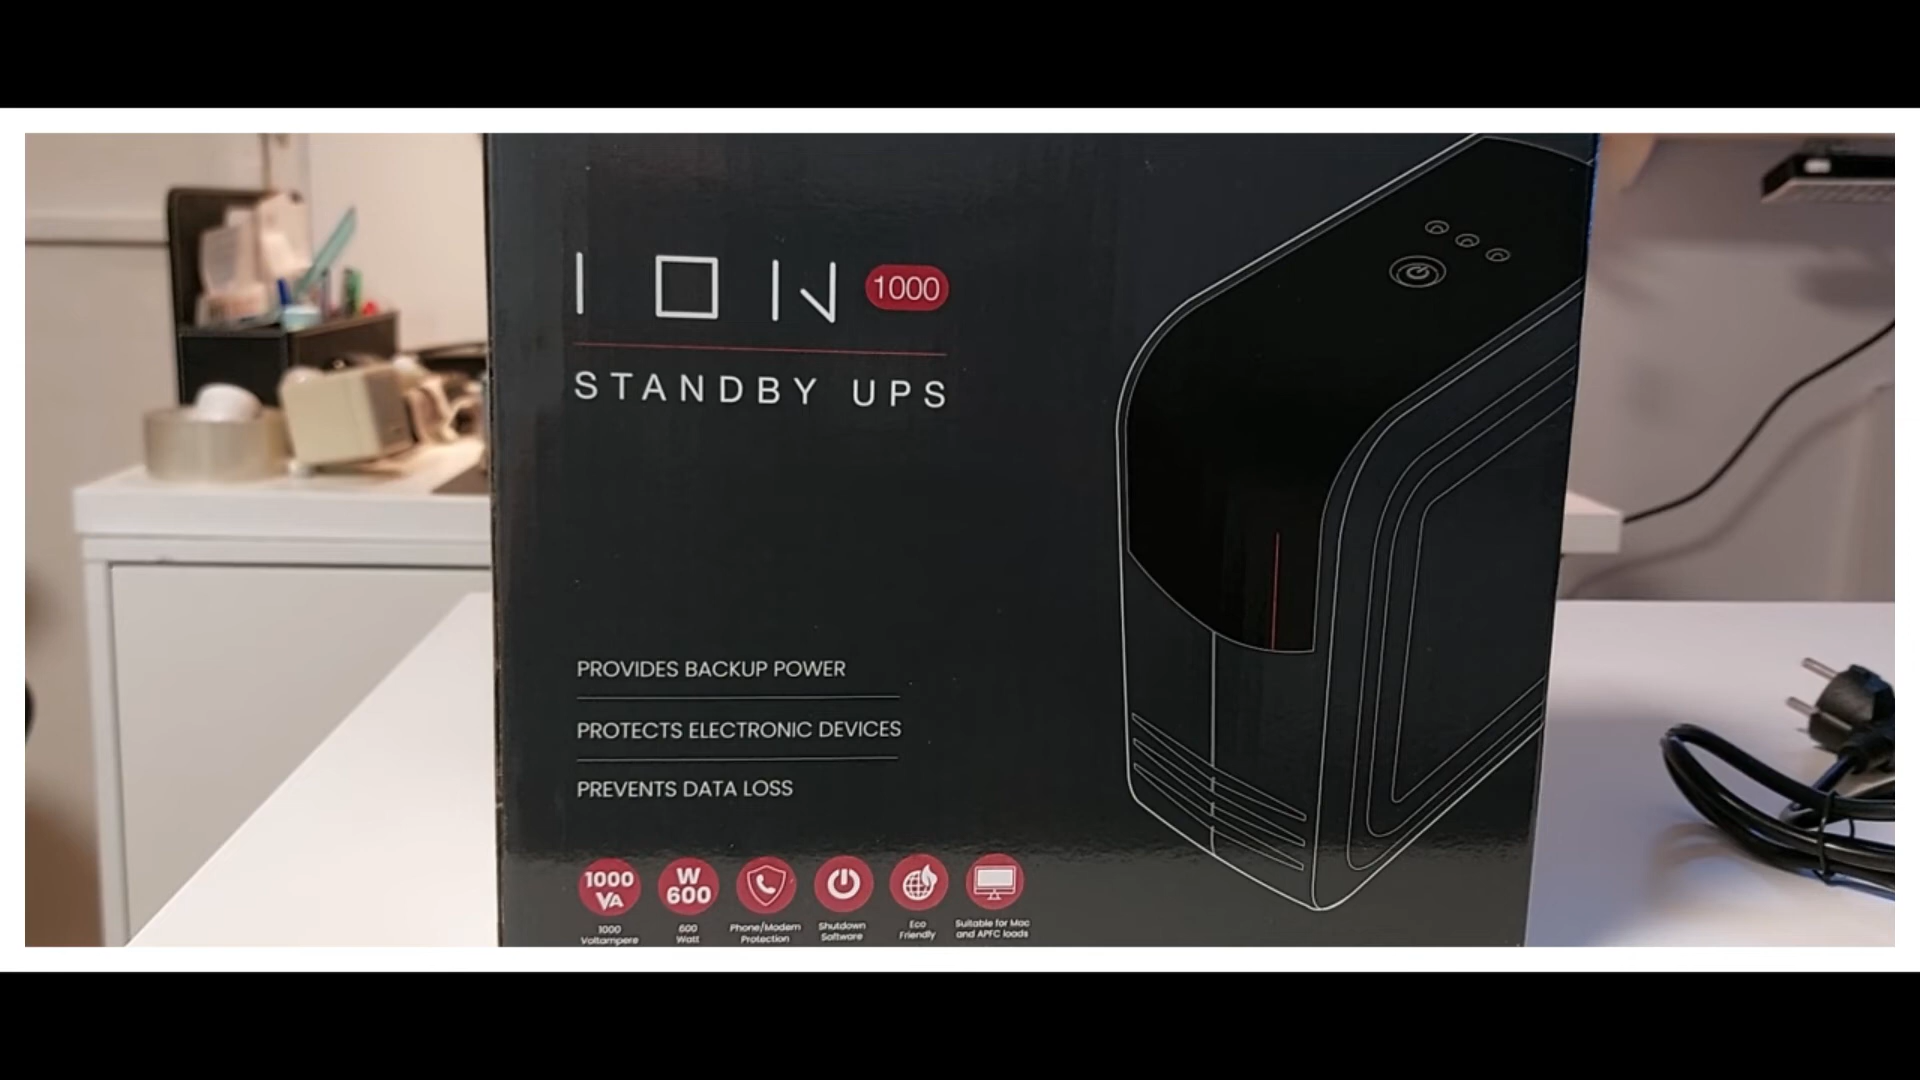 ION 1000
STANDBY UPS
PROVIDES BACKUP POWER
PROTECTS ELECTRONIC DEVICES
PREVENTS DATA LOSS
1000
VA
W
600
1000
Voltampere
600
Watt
Phone/Modem
Protection
Shutdown
Software
Eco
Friendly
Suitable for Mac
and APFC loads